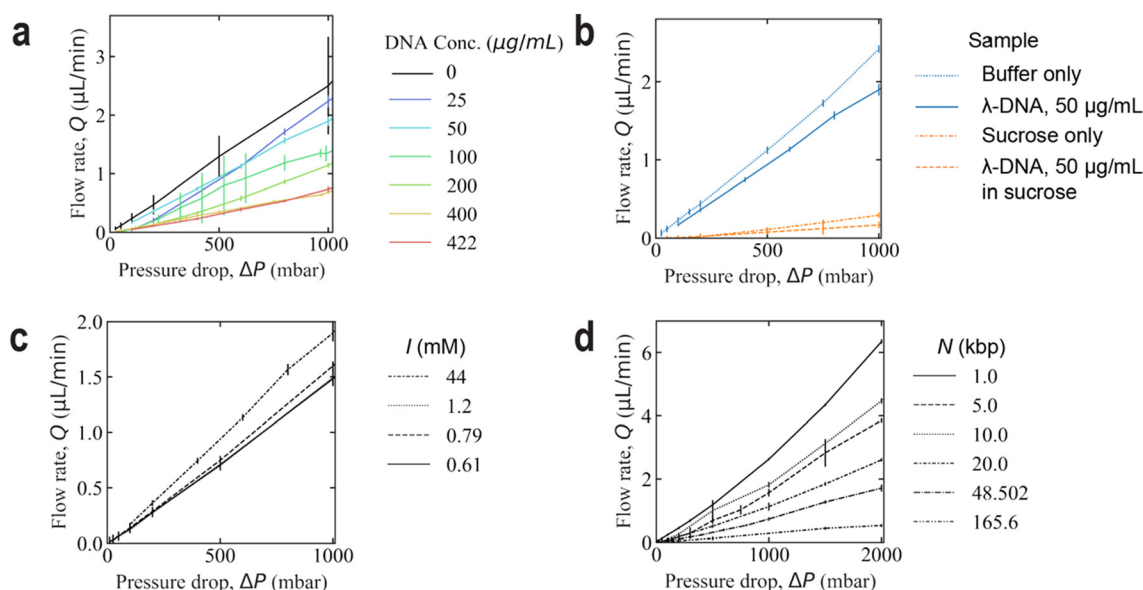 a
Flow rate, Q (µL/min)
3
2
1
0
500
1000
Pressure drop, ΔP (mbar)
DNA Conc. (µg/mL)
0
25
50
100
200
400
422
b
Flow rate, Q (µL/min)
2
1
0
500
1000
Pressure drop, ΔP (mbar)
Sample
Buffer only
λ-DNA, 50 µg/mL
Sucrose only
λ-DNA, 50 µg/mL
in sucrose
c
Flow rate, Q (µL/min)
2.0
1.5
1.0
0.5
0.0
0
500
1000
Pressure drop, ΔP (mbar)
I (mM)
44
1.2
0.79
0.61
d
Flow rate, Q (µL/min)
6
4
2
0
0
1000
2000
Pressure drop, ΔP (mbar)
N (kbp)
1.0
5.0
10.0
20.0
48.502
165.6